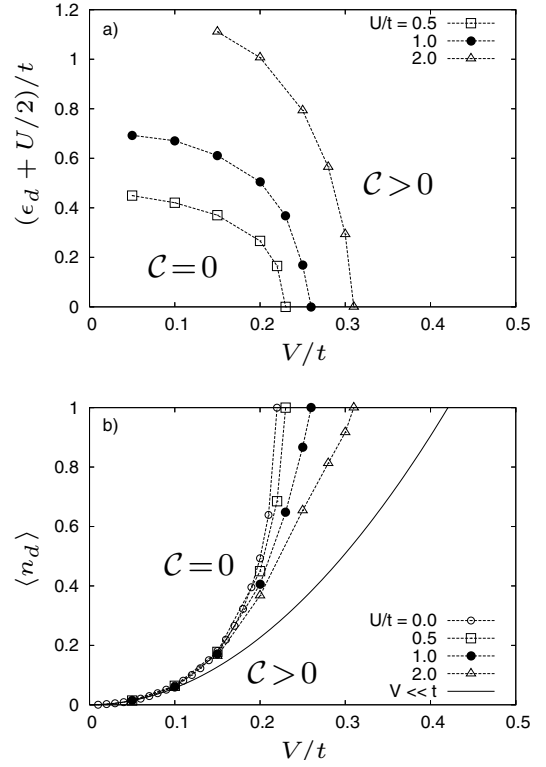 a)
U/t = 0.5
1.0
2.0
1.2
1
0.8
0.6
0.4
0.2
0
(ϵ_d + U/2)/t
C > 0
C = 0
0 0.1 0.2 0.3 0.4 0.5
V/t
b)
1
0.8
0.6
0.4
0.2
0
⟨n_d⟩
C = 0
C > 0
U/t = 0.0
0.5
1.0
2.0
V << t
0 0.1 0.2 0.3 0.4 0.5
V/t